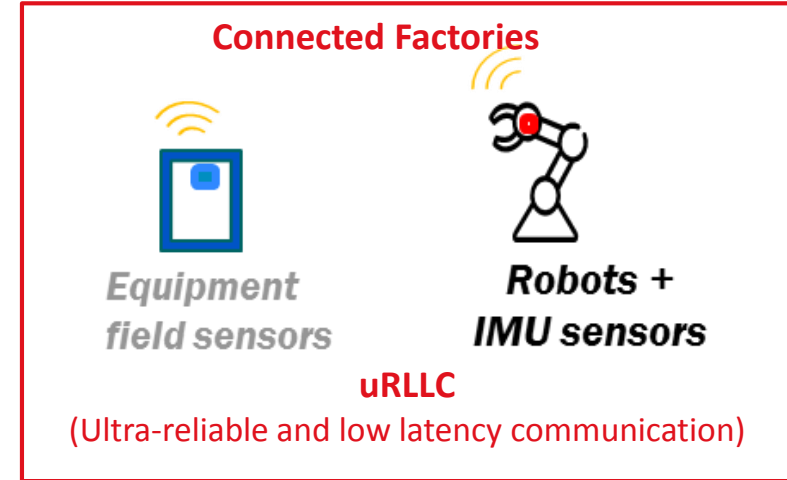 Connected Factories
Equipment
field sensors
Robots +
IMU sensors
uRLLC
(Ultra-reliable and low latency communication)